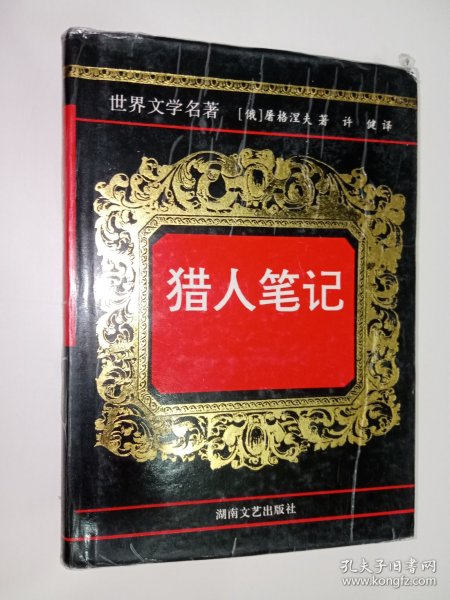 世界文学名著 [俄]屠格涅夫 著 许 健 译
猎人笔记
湖南文艺出版社
孔夫子旧书网
www.kongfz.com